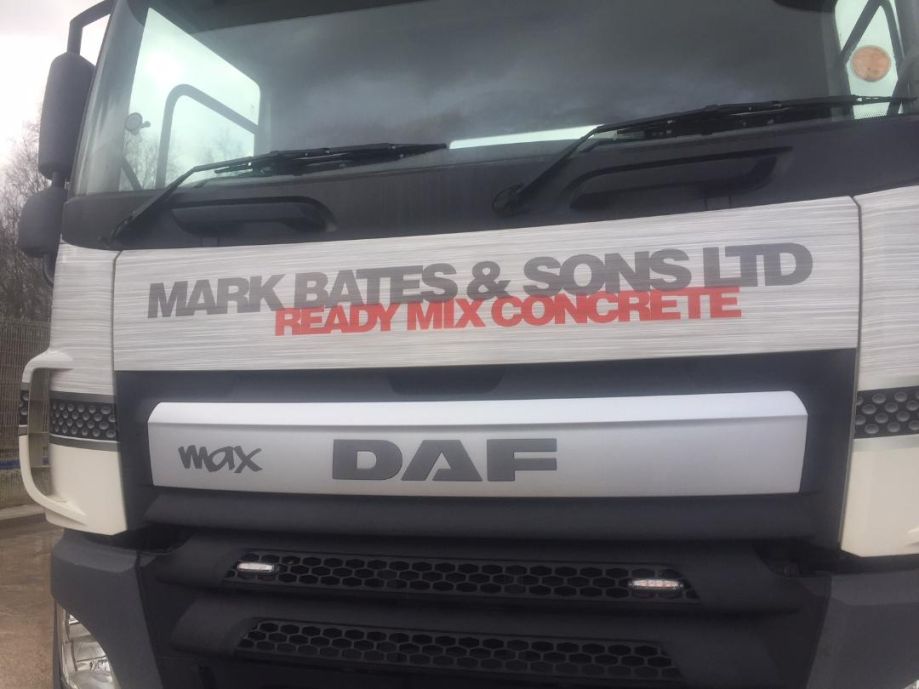 MARK BATES & SONS LTD
READY MIX CONCRETE
max DAF